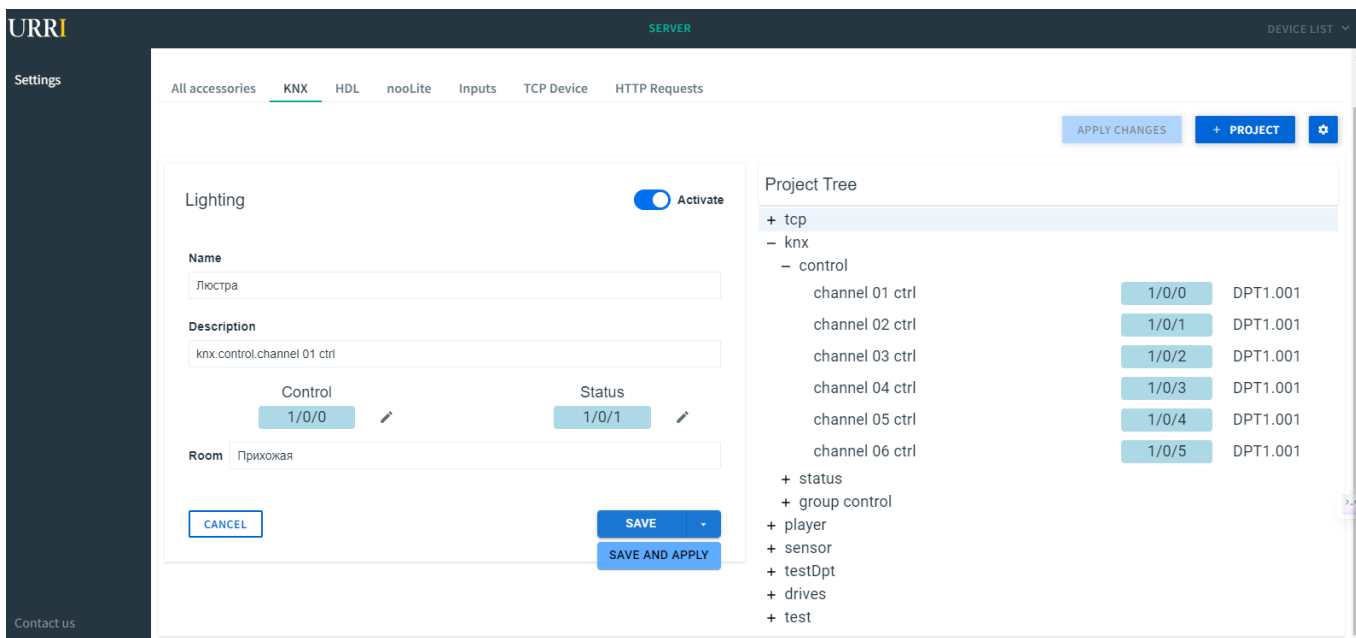 URRI
SERVER
DEVICE LIST
Settings
All accessories KNX HDL nooLite Inputs TCP Device HTTP Requests
APPLY CHANGES
+ PROJECT
Lighting
Activate
Name
Люстра
Description
knx.control.channel 01 ctrl
Control
Status
1/0/0
1/0/1
Room Прихожая
CANCEL
SAVE
SAVE AND APPLY
Project Tree
+ tcp
– knx
– control
channel 01 ctrl 1/0/0 DPT1.001
channel 02 ctrl 1/0/1 DPT1.001
channel 03 ctrl 1/0/2 DPT1.001
channel 04 ctrl 1/0/3 DPT1.001
channel 05 ctrl 1/0/4 DPT1.001
channel 06 ctrl 1/0/5 DPT1.001
+ status
+ group control
+ player
+ sensor
+ testDpt
+ drives
+ test
Contact us